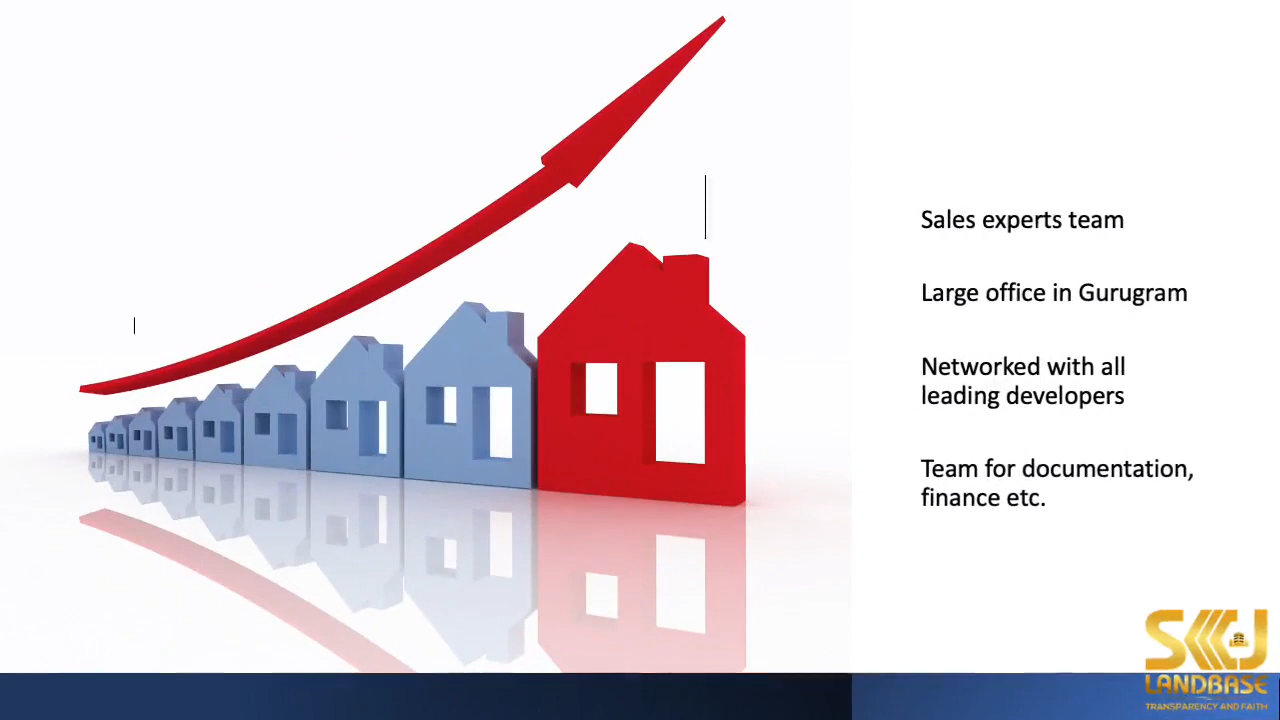 Sales experts team
Large office in Gurugram
Networked with all
leading developers
Team for documentation,
finance etc.
SKJ
LANDBASE
TRANSPARENCY AND FAITH